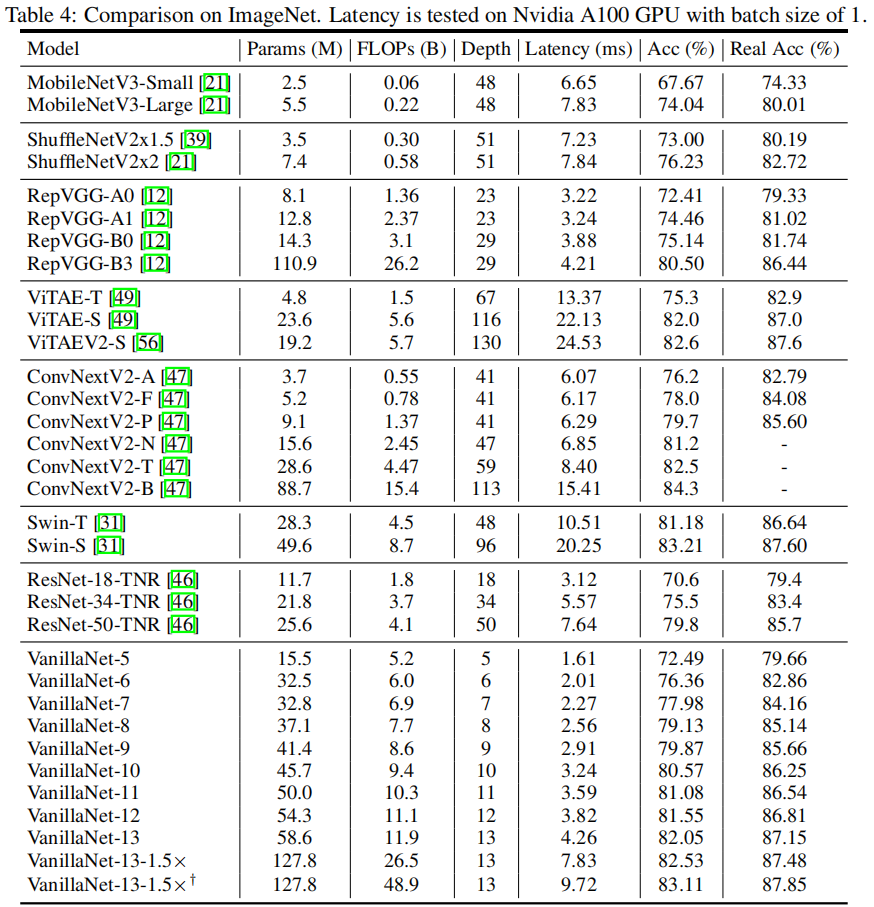 Table 4: Comparison on ImageNet. Latency is tested on Nvidia A100 GPU with batch size of 1.
Model Params (M) FLOPs (B) Depth Latency (ms) Acc (%) Real Acc (%)
MobileNetV3-Small [21] 2.5 0.06 48 6.65 67.67 74.33
MobileNetV3-Large [21] 5.5 0.22 48 7.83 74.04 80.01
ShuffleNetV2x1.5 [39] 3.5 0.30 51 7.23 73.00 80.19
ShuffleNetV2x2 [21] 7.4 0.58 51 7.84 76.23 82.72
RepVGG-A0 [12] 8.1 1.36 23 3.22 72.41 79.33
RepVGG-A1 [12] 12.8 2.37 23 3.24 74.46 81.02
RepVGG-B0 [12] 14.3 3.1 29 3.88 75.14 81.74
RepVGG-B3 [12] 110.9 26.2 29 4.21 80.50 86.44
ViTAE-T [49] 4.8 1.5 67 13.37 75.3 82.9
ViTAE-S [49] 23.6 5.6 116 22.13 82.0 87.0
ViTAEV2-S [56] 19.2 5.7 130 24.53 82.6 87.6
ConvNextV2-A [47] 3.7 0.55 41 6.07 76.2 82.79
ConvNextV2-F [47] 5.2 0.78 41 6.17 78.0 84.08
ConvNextV2-P [47] 9.1 1.37 41 6.29 79.7 85.60
ConvNextV2-N [47] 15.6 2.45 47 6.85 81.2 -
ConvNextV2-T [47] 28.6 4.47 59 8.40 82.5 -
ConvNextV2-B [47] 88.7 15.4 113 15.41 84.3 -
Swin-T [31] 28.3 4.5 48 10.51 81.18 86.64
Swin-S [31] 49.6 8.7 96 20.25 83.21 87.60
ResNet-18-TNR [46] 11.7 1.8 18 3.12 70.6 79.4
ResNet-34-TNR [46] 21.8 3.7 34 5.57 75.5 83.4
ResNet-50-TNR [46] 25.6 4.1 50 7.64 79.8 85.7
VanillaNet-5 15.5 5.2 5 1.61 72.49 79.66
VanillaNet-6 32.5 6.0 6 2.01 76.36 82.86
VanillaNet-7 32.8 6.9 7 2.27 77.98 84.16
VanillaNet-8 37.1 7.7 8 2.56 79.13 85.14
VanillaNet-9 41.4 8.6 9 2.91 79.87 85.66
VanillaNet-10 45.7 9.4 10 3.24 80.57 86.25
VanillaNet-11 50.0 10.3 11 3.59 81.08 86.54
VanillaNet-12 54.3 11.1 12 3.82 81.55 86.81
VanillaNet-13 58.6 11.9 13 4.26 82.05 87.15
VanillaNet-13-1.5× 127.8 26.5 13 7.83 82.53 87.48
VanillaNet-13-1.5׆ 127.8 48.9 13 9.72 83.11 87.85